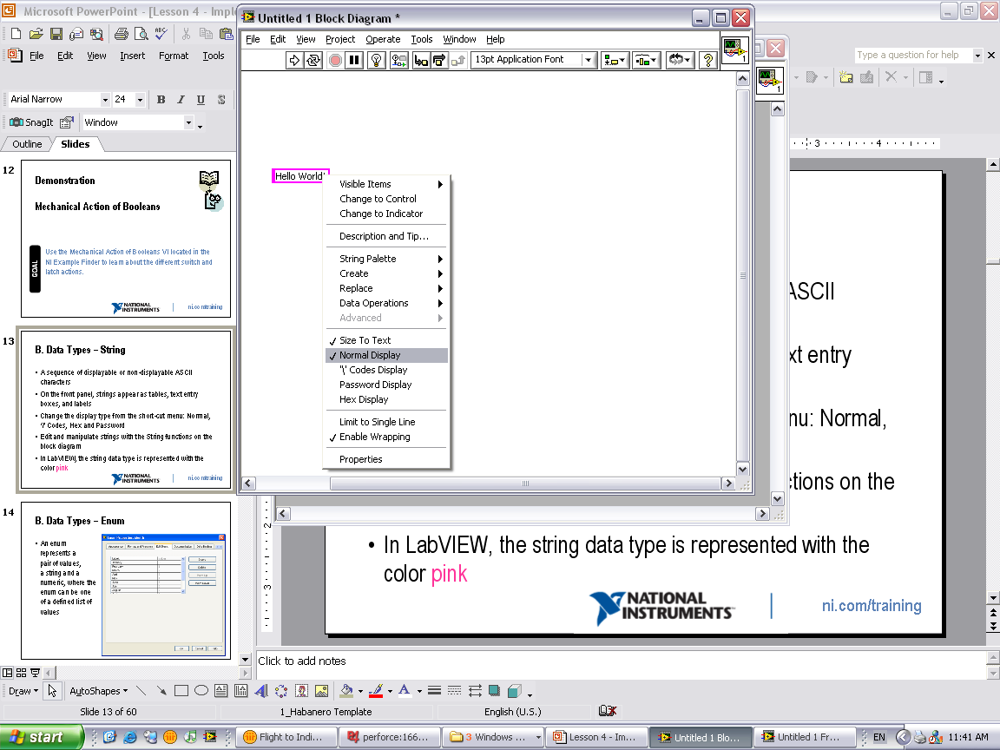 Microsoft PowerPoint - [Lesson 4 - Imple
Untitled 1 Block Diagram *
File Edit View Insert Format Tools
File Edit View Project Operate Tools Window Help
Type a question for help
13pt Application Font
1
1
Arial Narrow 24 B I U S
SnagIt Window
Outline Slides
3 4
12
Demonstration
Mechanical Action of Booleans
GOAL
Use the Mechanical Action of Booleans VI located in the
NI Example Finder to learn about the different switch and
latch actions.
NATIONAL INSTRUMENTS | ni.com/training
13
B. Data Types – String
• A sequence of displayable or non-displayable ASCII
characters
• On the front panel, strings appear as tables, text entry
boxes, and labels
• Change the display type from the short-cut menu: Normal,
'/' Codes, Hex and Password
• Edit and manipulate strings with the String functions on the
block diagram
• In LabVIEW, the string data type is represented with the
color pink
NATIONAL INSTRUMENTS | ni.com/training
14
B. Data Types – Enum
• An enum
represents a
pair of values,
a string and a
numeric, where the
enum can be one
of a defined list of
values
Hello World!
Visible Items
Change to Control
Change to Indicator
Description and Tip...
String Palette
Create
Replace
Data Operations
Advanced
Size To Text
Normal Display
'\' Codes Display
Password Display
Hex Display
Limit to Single Line
Enable Wrapping
Properties
ASCII
xt entry
nu: Normal,
ctions on the
2
3
• In LabVIEW, the string data type is represented with the
color pink
NATIONAL
INSTRUMENTS
ni.com/training
Click to add notes
Draw AutoShapes
Slide 13 of 60 1_Habanero Template English (U.S.)
start Flight to Indi... perforce:166... 3 Windows ... Lesson 4 - Im... Untitled 1 Blo... Untitled 1 Fr... EN 11:41 AM